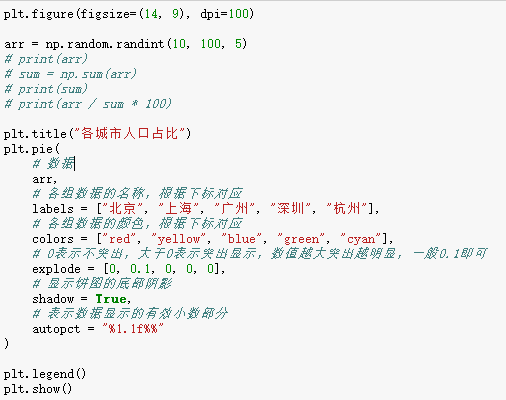 plt.figure(figsize=(14, 9), dpi=100)
arr = np.random.randint(10, 100, 5)
# print(arr)
# sum = np.sum(arr)
# print(sum)
# print(arr / sum * 100)
plt.title("各城市人口占比")
plt.pie(
    # 数据
    arr,
    # 各组数据的名称，根据下标对应
    labels = ["北京", "上海", "广州", "深圳", "杭州"],
    # 各组数据的颜色，根据下标对应
    colors = ["red", "yellow", "blue", "green", "cyan"],
    # 0表示不突出，大于0表示突出显示，数值越大突出越明显，一般0.1即可
    explode = [0, 0.1, 0, 0, 0],
    # 显示饼图的底部阴影
    shadow = True,
    # 表示数据显示的有效小数部分
    autopct = "%1.1f%%"
)
plt.legend()
plt.show()